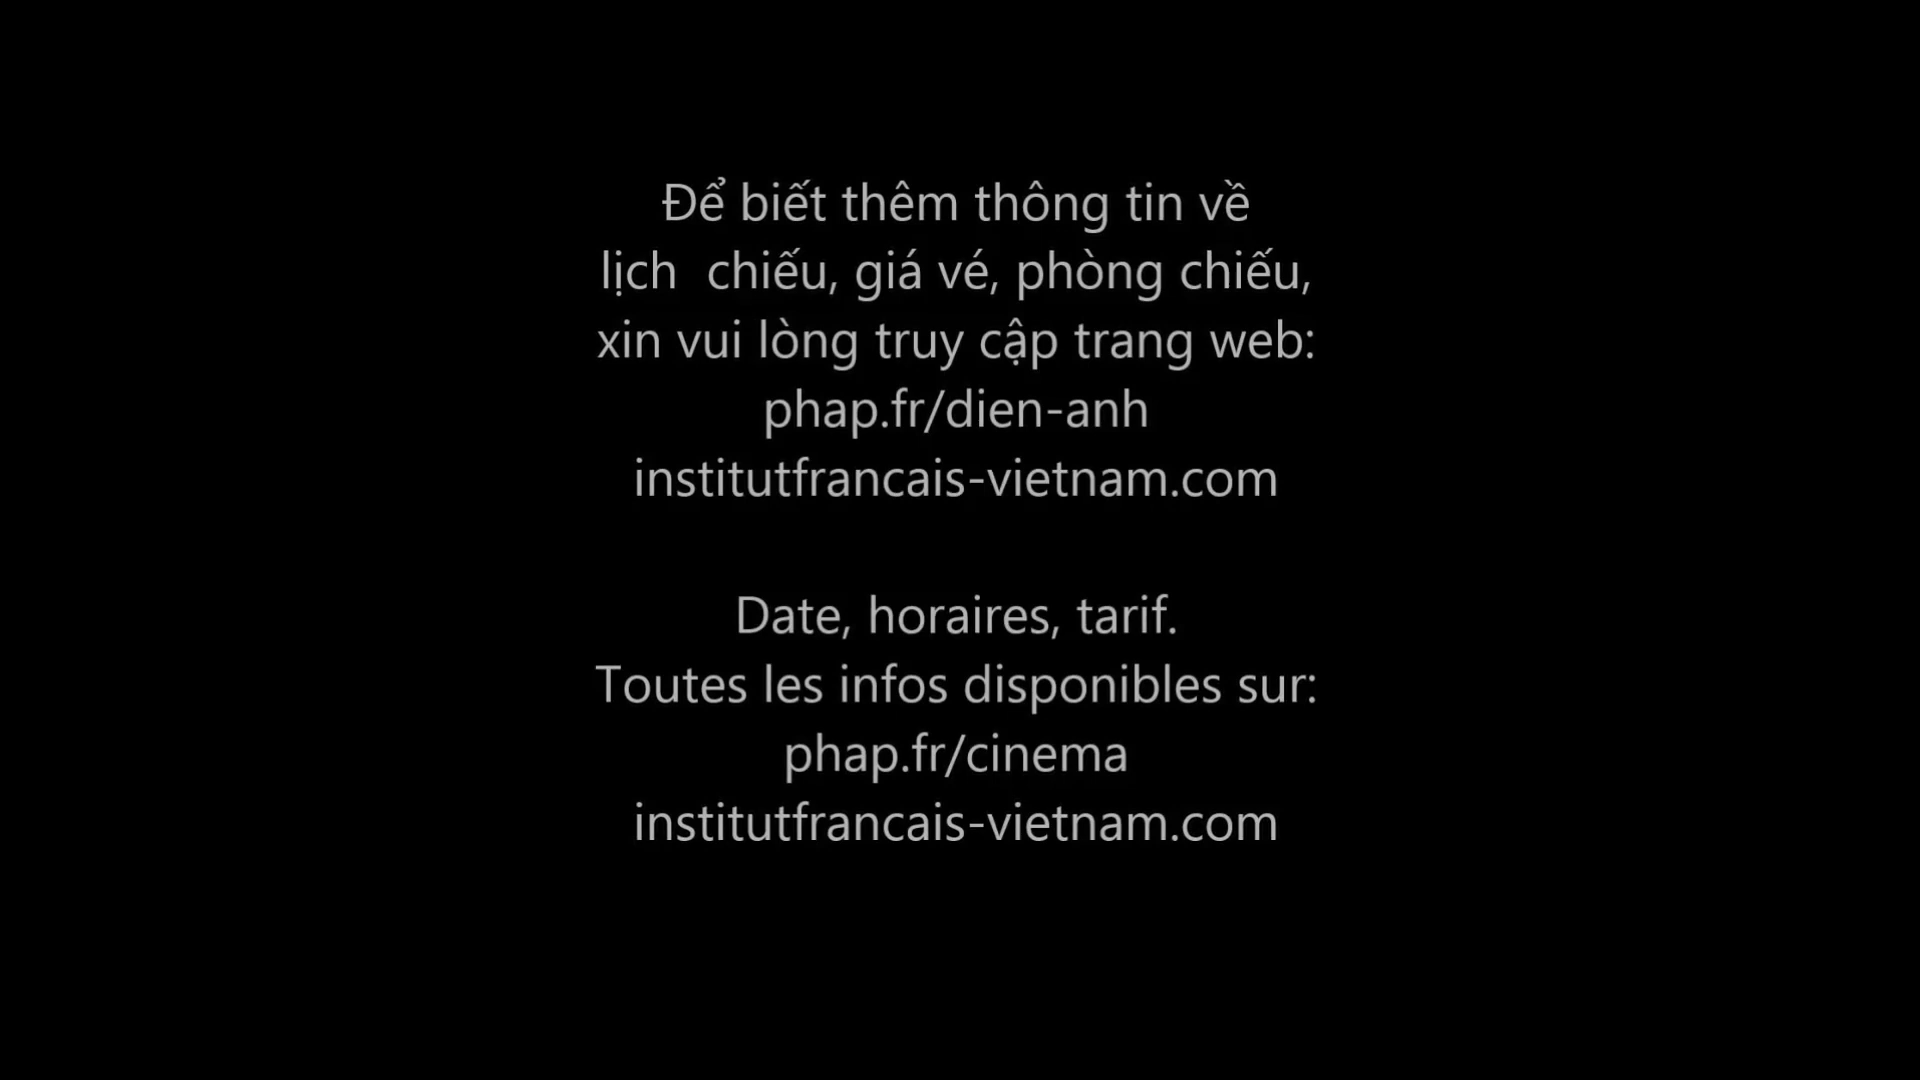 Để biết thêm thông tin về
lịch  chiếu, giá vé, phòng chiếu,
xin vui lòng truy cập trang web:
phap.fr/dien-anh
institutfrancais-vietnam.com
Date, horaires, tarif.
Toutes les infos disponibles sur:
phap.fr/cinema
institutfrancais-vietnam.com